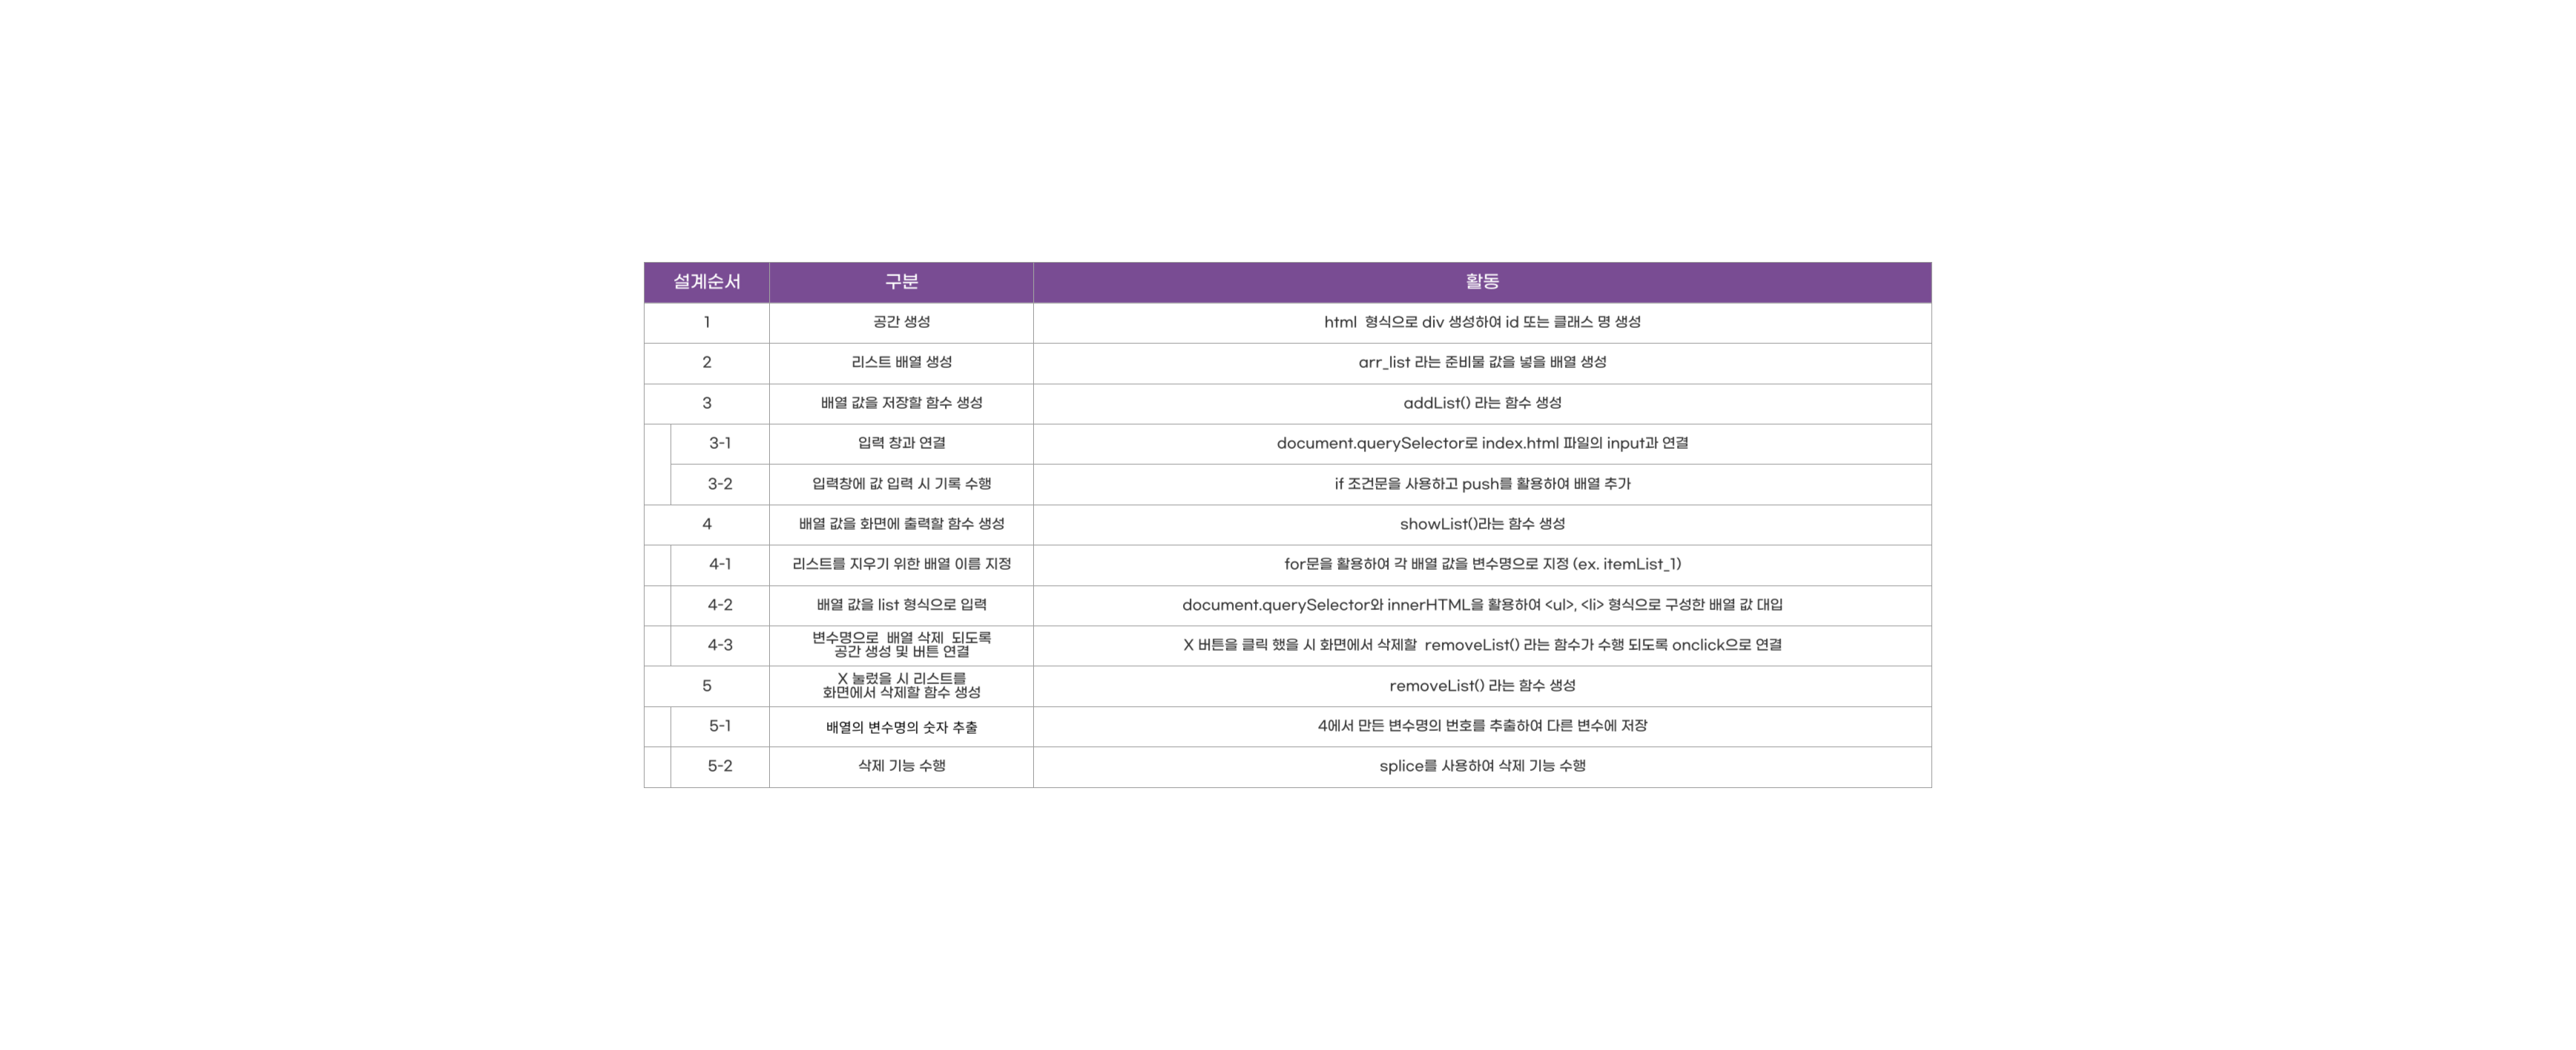 설계순서 구분 활동
1 공간 생성 html 형식으로 div 생성하여 id 또는 클래스 명 생성
2 리스트 배열 생성 arr_list 라는 준비물 값을 넣을 배열 생성
3 배열 값을 저장할 함수 생성 addList() 라는 함수 생성
3-1 입력 창과 연결 document.querySelector로 index.html 파일의 input과 연결
3-2 입력창에 값 입력 시 기록 수행 if 조건문을 사용하고 push를 활용하여 배열 추가
4 배열 값을 화면에 출력할 함수 생성 showList()라는 함수 생성
4-1 리스트를 지우기 위한 배열 이름 지정 for문을 활용하여 각 배열 값을 변수명으로 지정 (ex. itemList_1)
4-2 배열 값을 list 형식으로 입력 document.querySelector와 innerHTML을 활용하여 <ul>, <li> 형식으로 구성한 배열 값 대입
4-3 변수명으로 배열 삭제 되도록
공간 생성 및 버튼 연결 X 버튼을 클릭 했을 시 화면에서 삭제할 removeList() 라는 함수가 수행 되도록 onclick으로 연결
5 X 눌렀을 시 리스트를
화면에서 삭제할 함수 생성 removeList() 라는 함수 생성
5-1 배열의 변수명의 숫자 추출 4에서 만든 변수명의 번호를 추출하여 다른 변수에 저장
5-2 삭제 기능 수행 splice를 사용하여 삭제 기능 수행